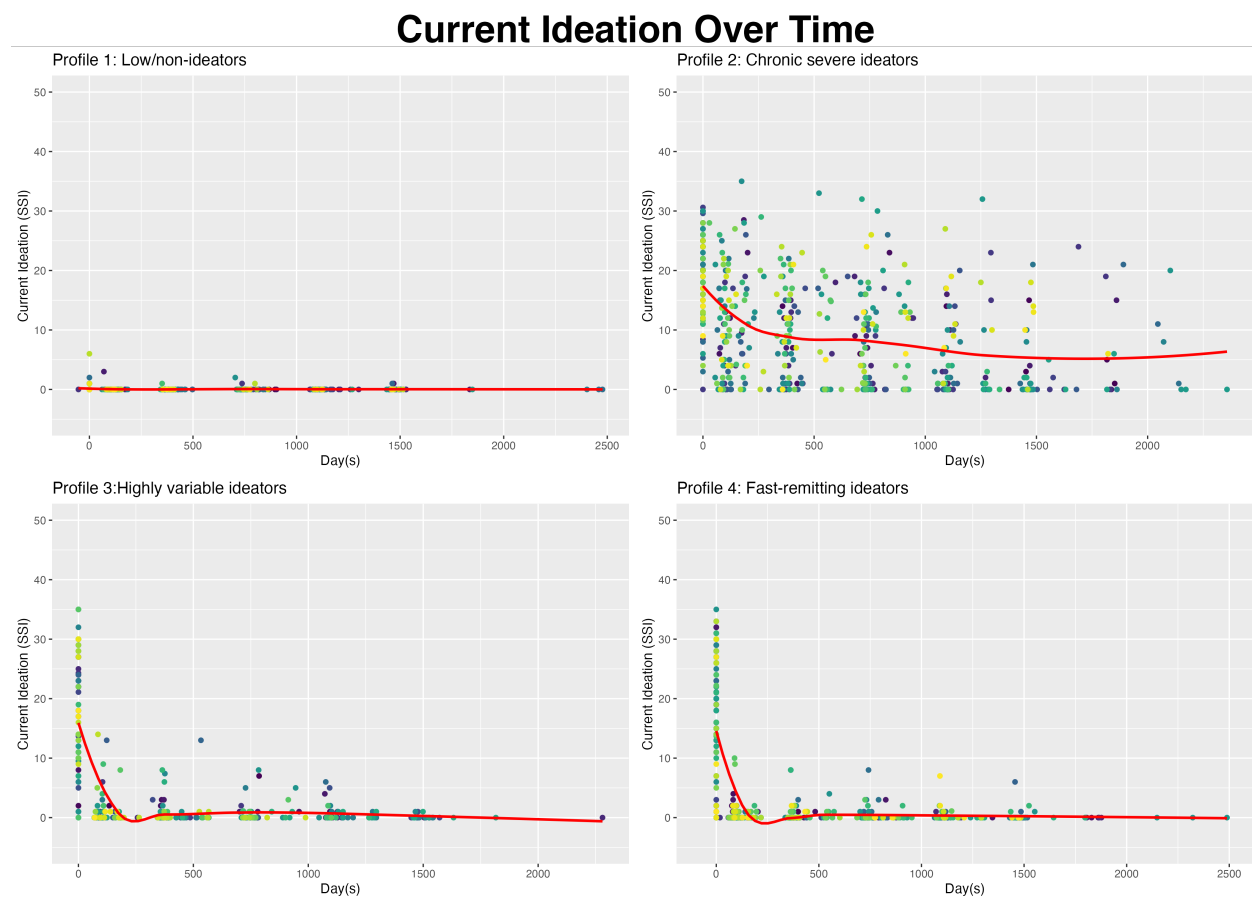 Current Ideation Over Time
Profile 1: Low/non-ideators
50
40
30
20
10
0
Current Ideation (SSI)
0 500 1000 1500 2000 2500
Day(s)
Profile 2: Chronic severe ideators
50
40
30
20
10
0
Current Ideation (SSI)
0 500 1000 1500 2000
Day(s)
Profile 3:Highly variable ideators
50
40
30
20
10
0
Current Ideation (SSI)
0 500 1000 1500 2000
Day(s)
Profile 4: Fast-remitting ideators
50
40
30
20
10
0
Current Ideation (SSI)
0 500 1000 1500 2000 2500
Day(s)